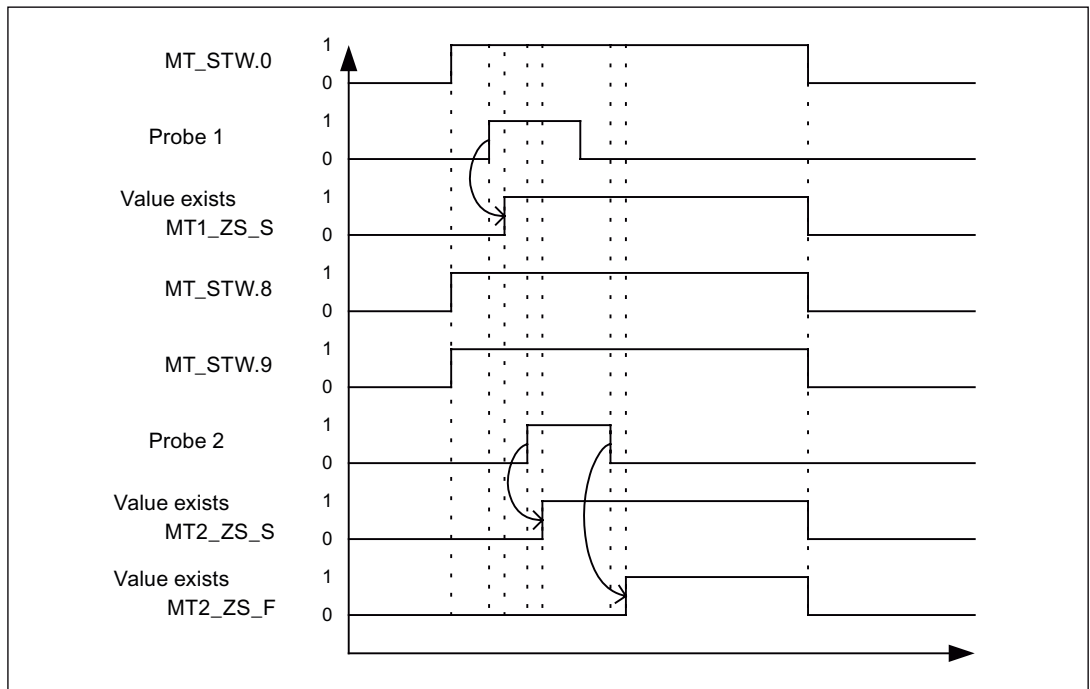 MT_STW.0
1
0
Probe 1
1
0
Value exists
MT1_ZS_S
1
0
MT_STW.8
1
0
MT_STW.9
1
0
Probe 2
1
0
Value exists
MT2_ZS_S
1
0
Value exists
MT2_ZS_F
1
0